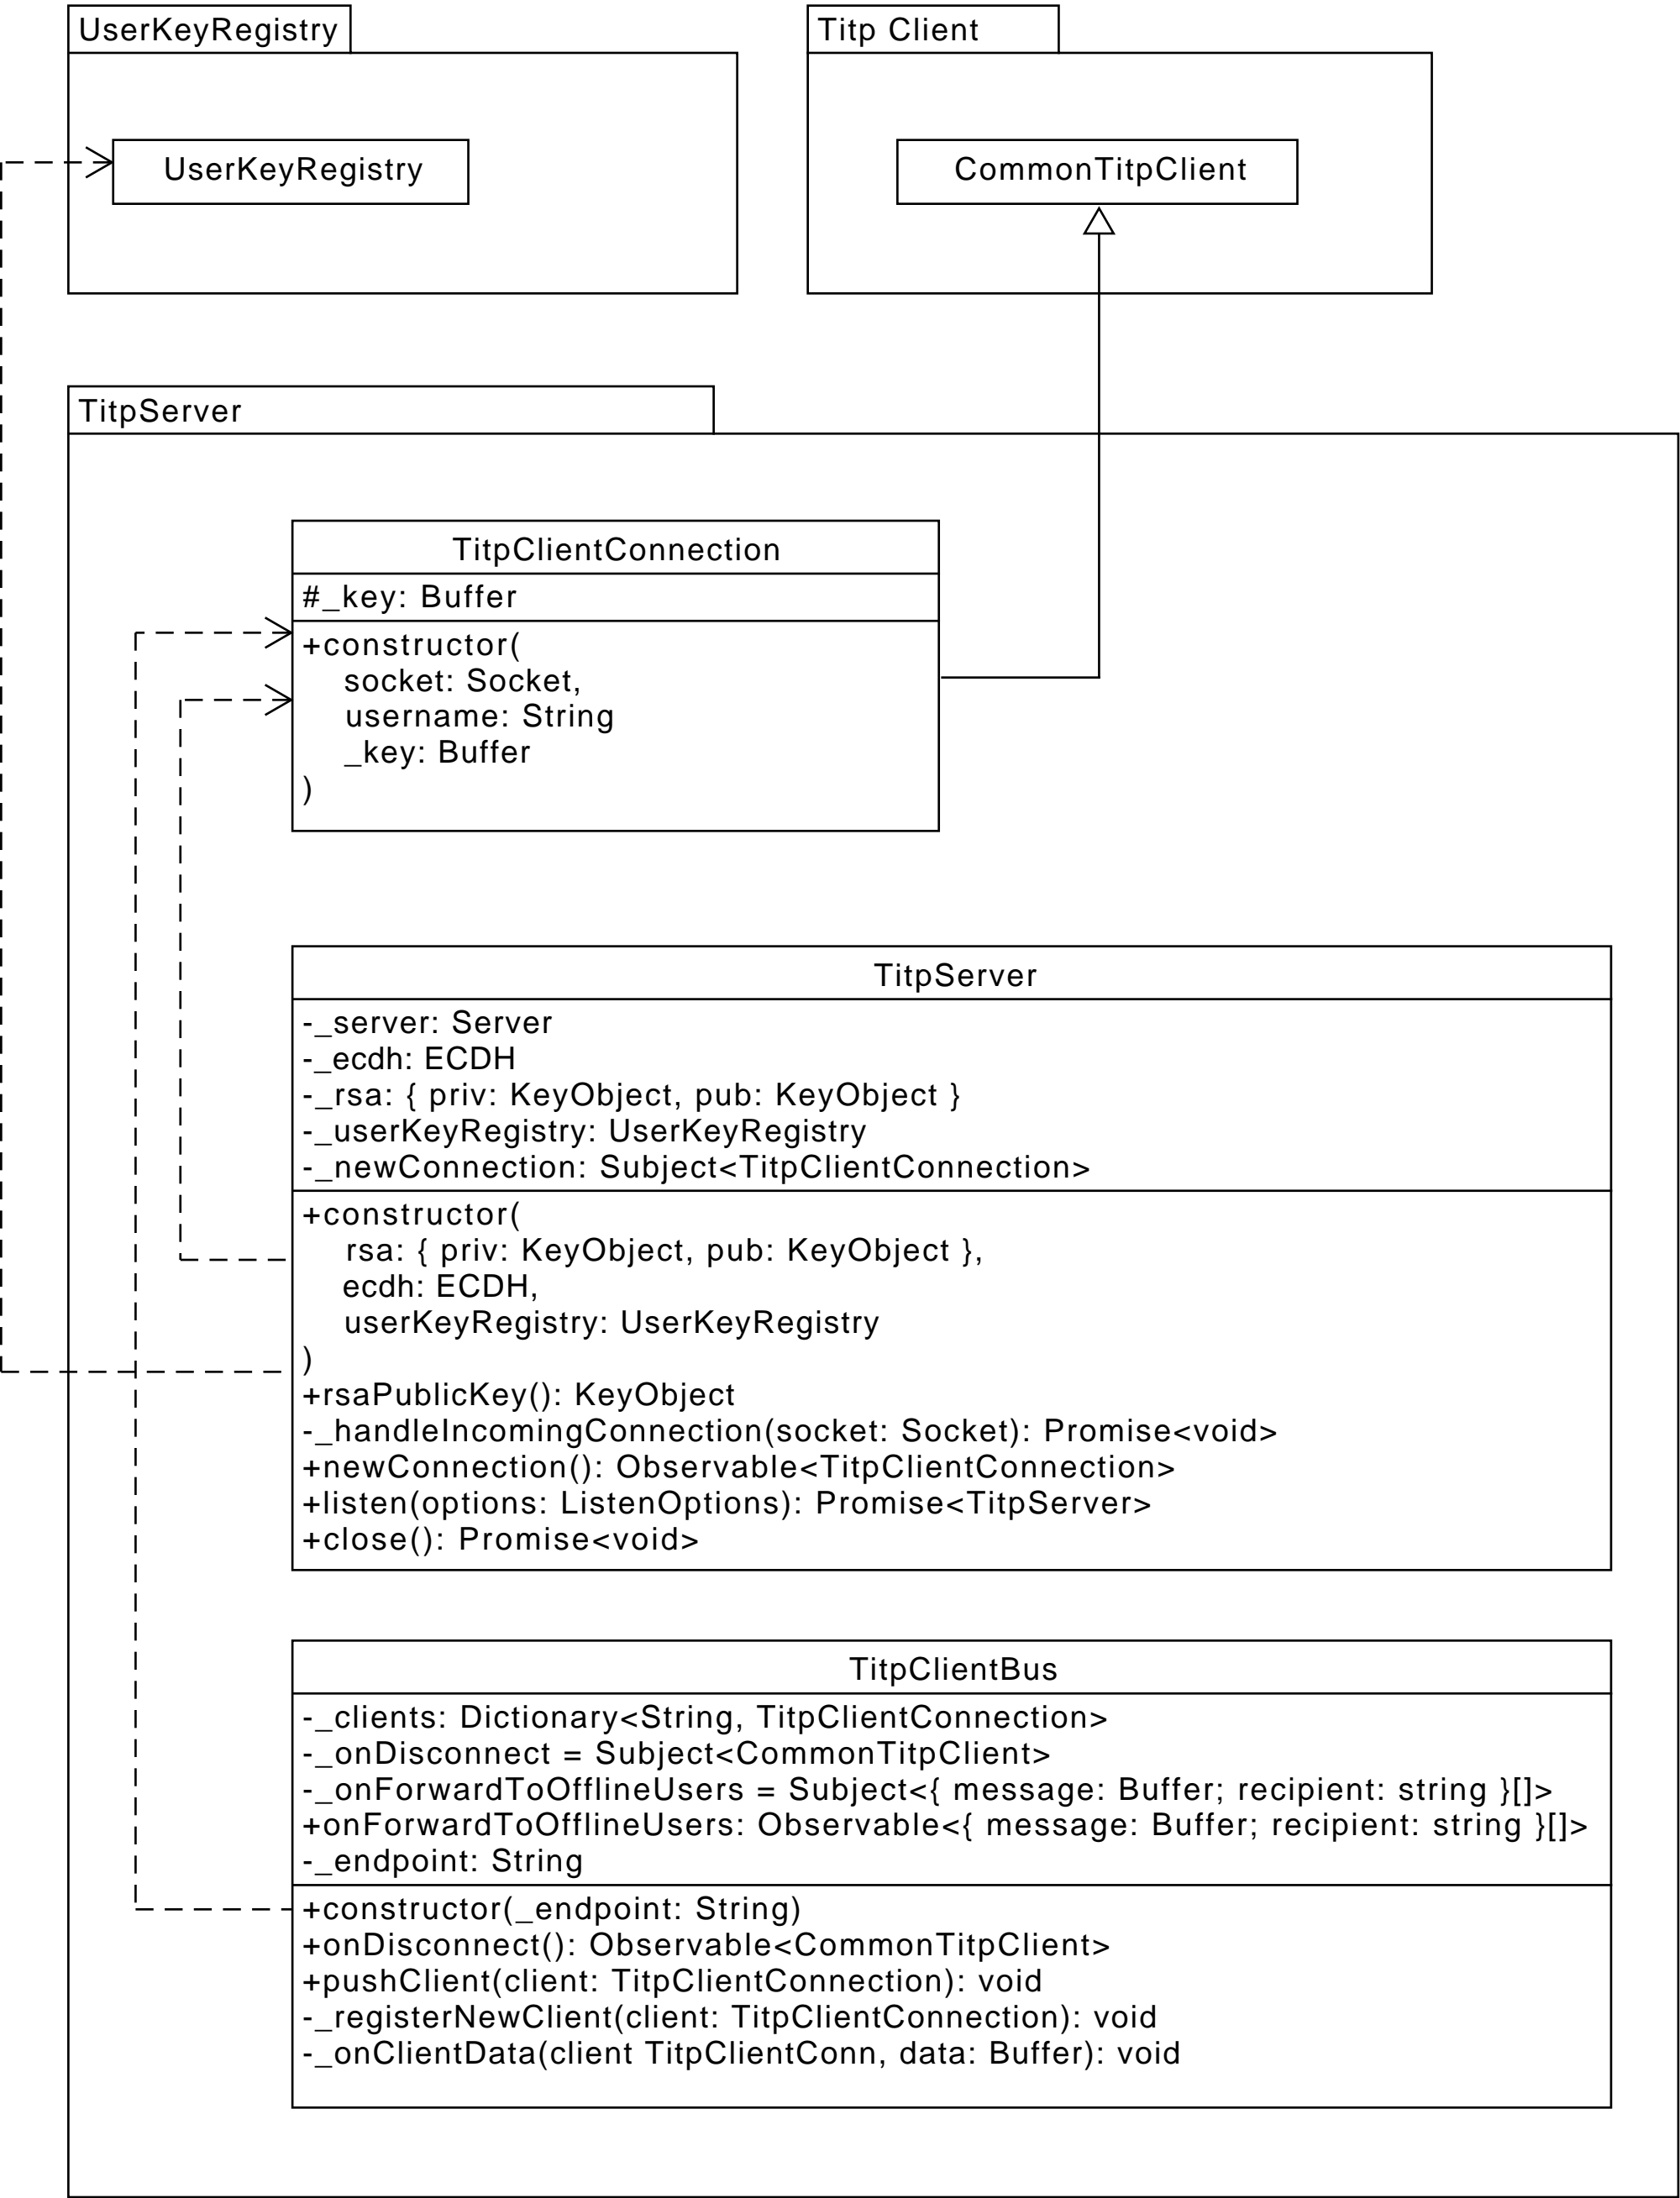 UserKeyRegistry
Titp Client
UserKeyRegistry
CommonTitpClient
TitpServer
TitpClientConnection
#_key: Buffer
+constructor(
socket: Socket,
username: String
_key: Buffer
)
TitpServer
-_server: Server
-_ecdh: ECDH
-_rsa: { priv: KeyObject, pub: KeyObject }
-_userKeyRegistry: UserKeyRegistry
-_newConnection: Subject<TitpClientConnection>
+constructor(
rsa: { priv: KeyObject, pub: KeyObject },
ecdh: ECDH,
userKeyRegistry: UserKeyRegistry
)
+rsaPublicKey(): KeyObject
-_handleIncomingConnection(socket: Socket): Promise<void>
+newConnection(): Observable<TitpClientConnection>
+listen(options: ListenOptions): Promise<TitpServer>
+close(): Promise<void>
TitpClientBus
-_clients: Dictionary<String, TitpClientConnection>
-_onDisconnect = Subject<CommonTitpClient>
-_onForwardToOfflineUsers = Subject<{ message: Buffer; recipient: string }[]>
+onForwardToOfflineUsers: Observable<{ message: Buffer; recipient: string }[]>
-_endpoint: String
+constructor(_endpoint: String)
+onDisconnect(): Observable<CommonTitpClient>
+pushClient(client: TitpClientConnection): void
-_registerNewClient(client: TitpClientConnection): void
-_onClientData(client TitpClientConn, data: Buffer): void